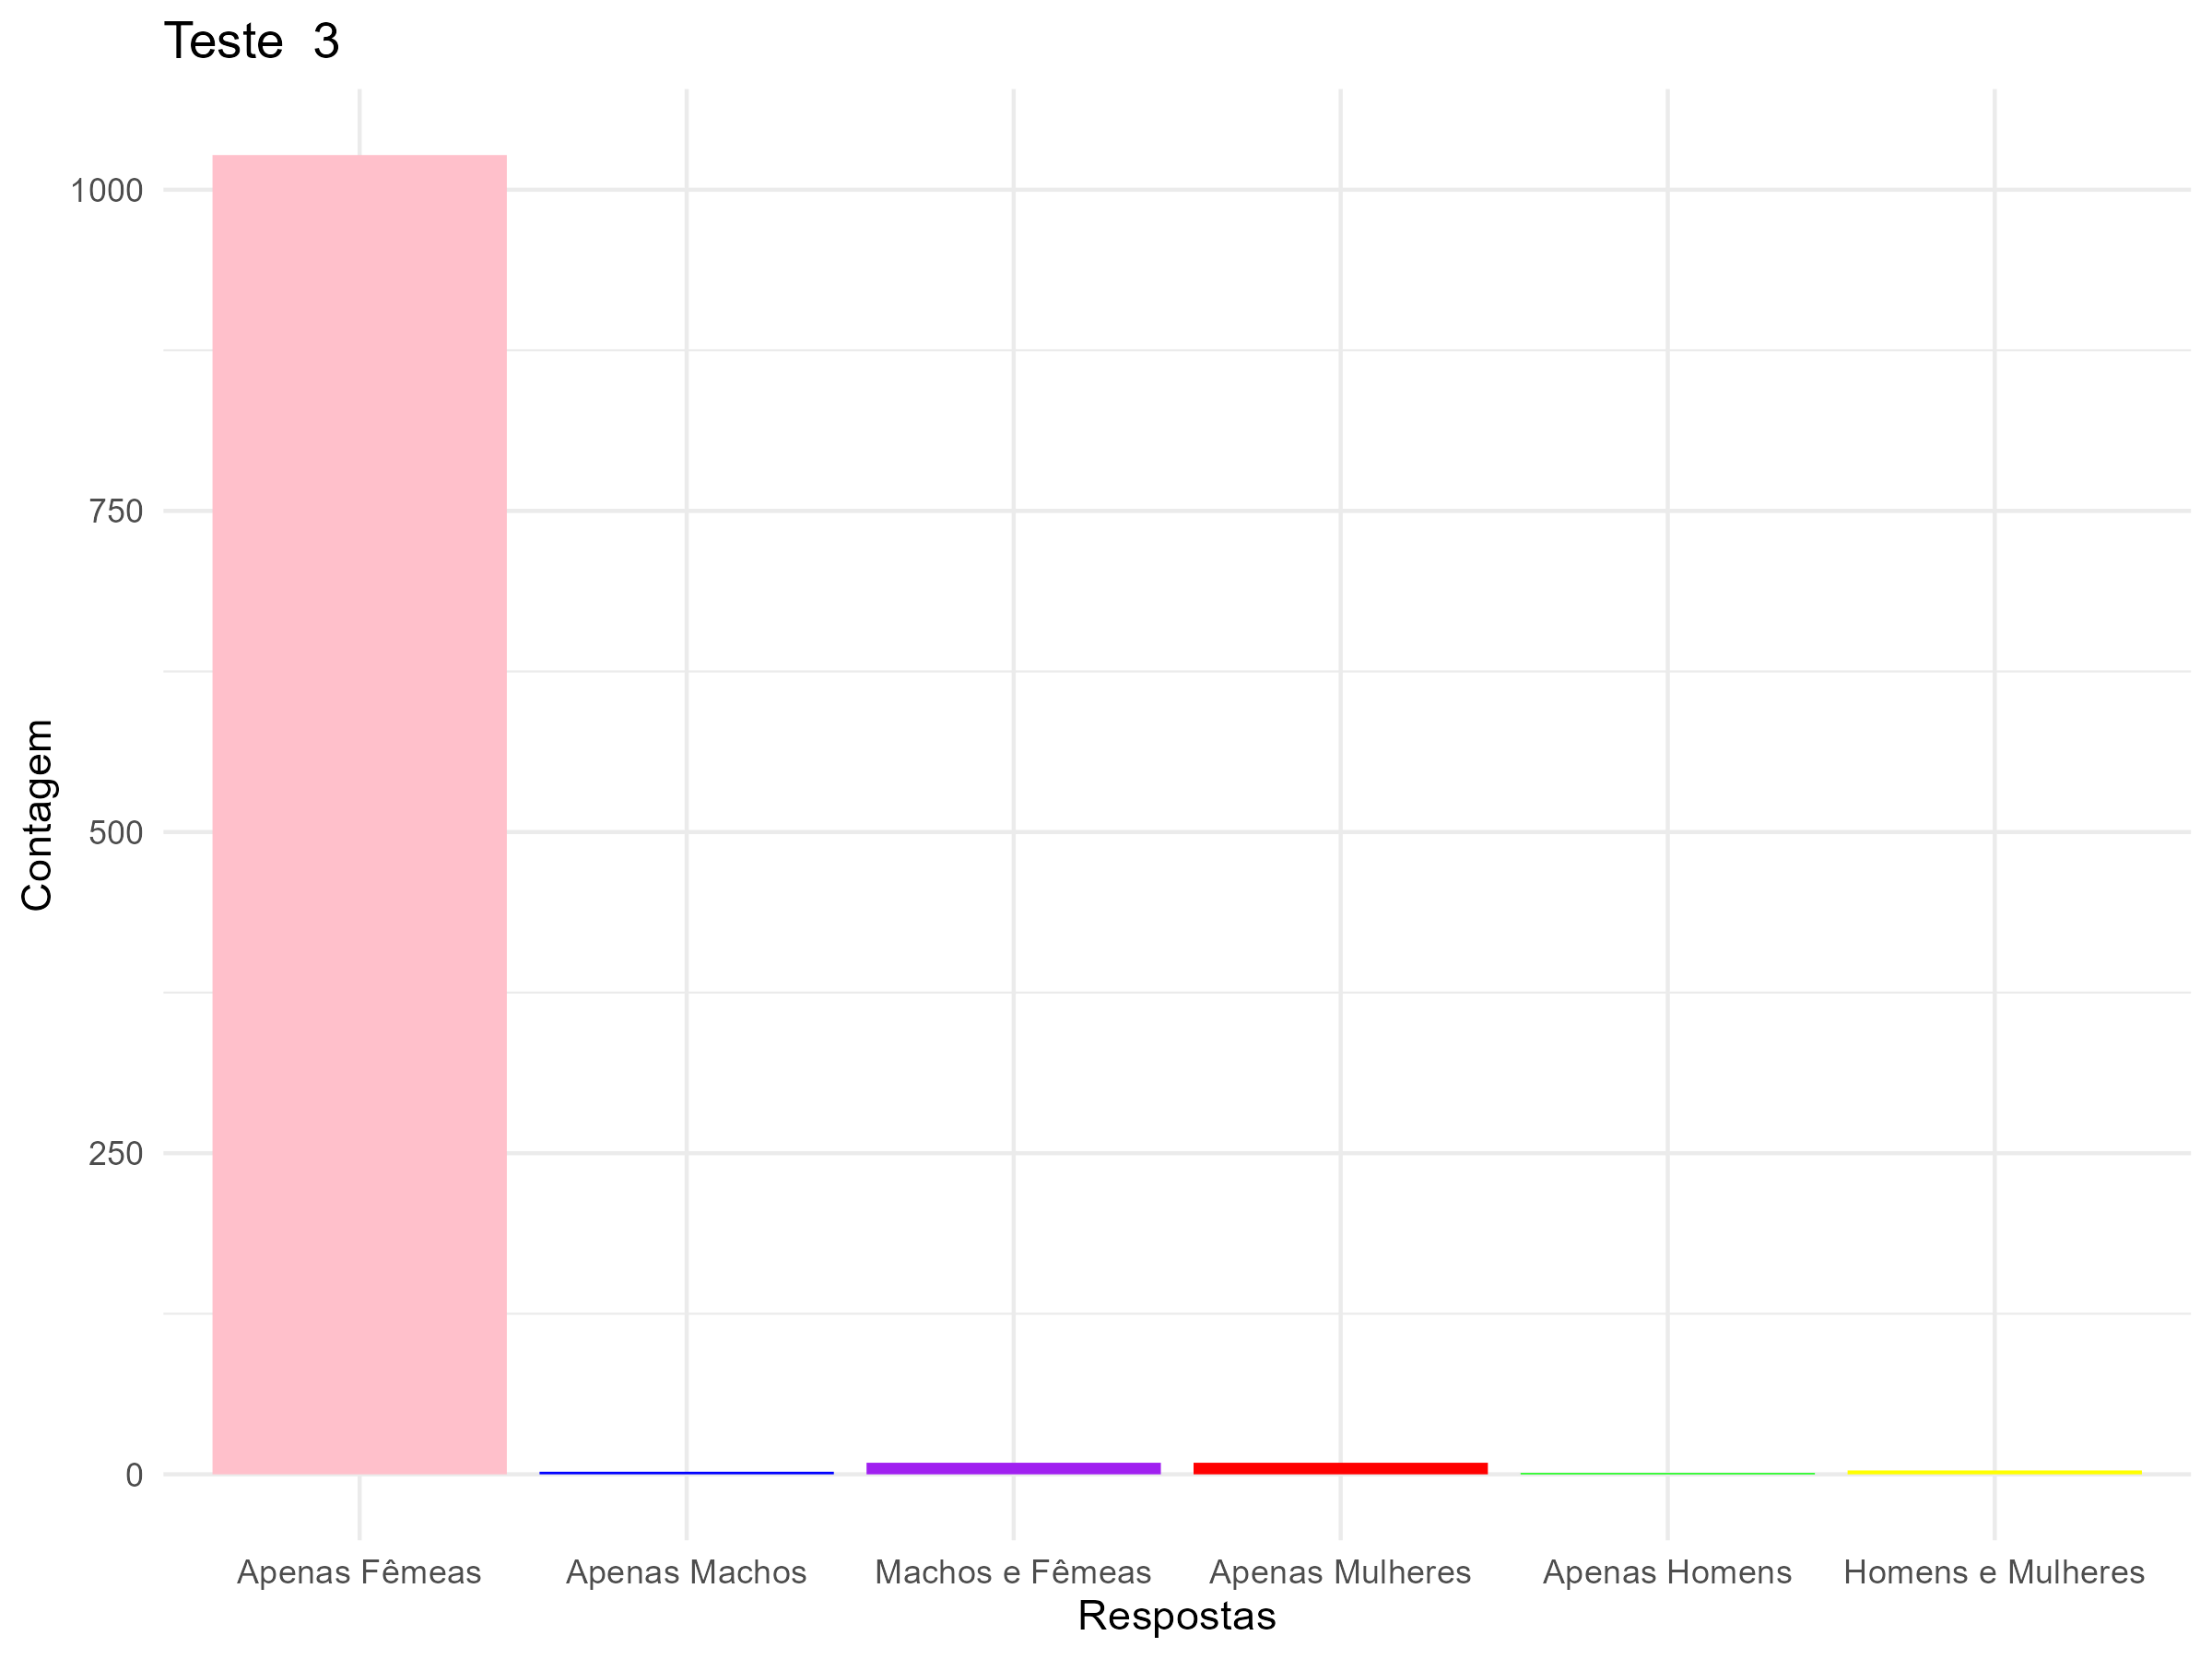 Teste  3
Contagem
1000
750
500
250
0
Apenas Fêmeas
Apenas Machos
Machos e Fêmeas
Apenas Mulheres
Apenas Homens
Homens e Mulheres
Respostas